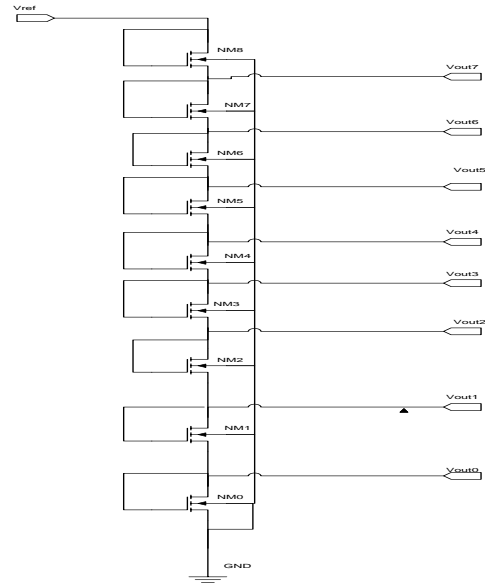 Vref
NM8
Vout7
NM7
Vout6
NM6
Vout5
NM5
Vout4
NM4
Vout3
NM3
Vout2
NM2
Vout1
NM1
Vout0
NM0
GND